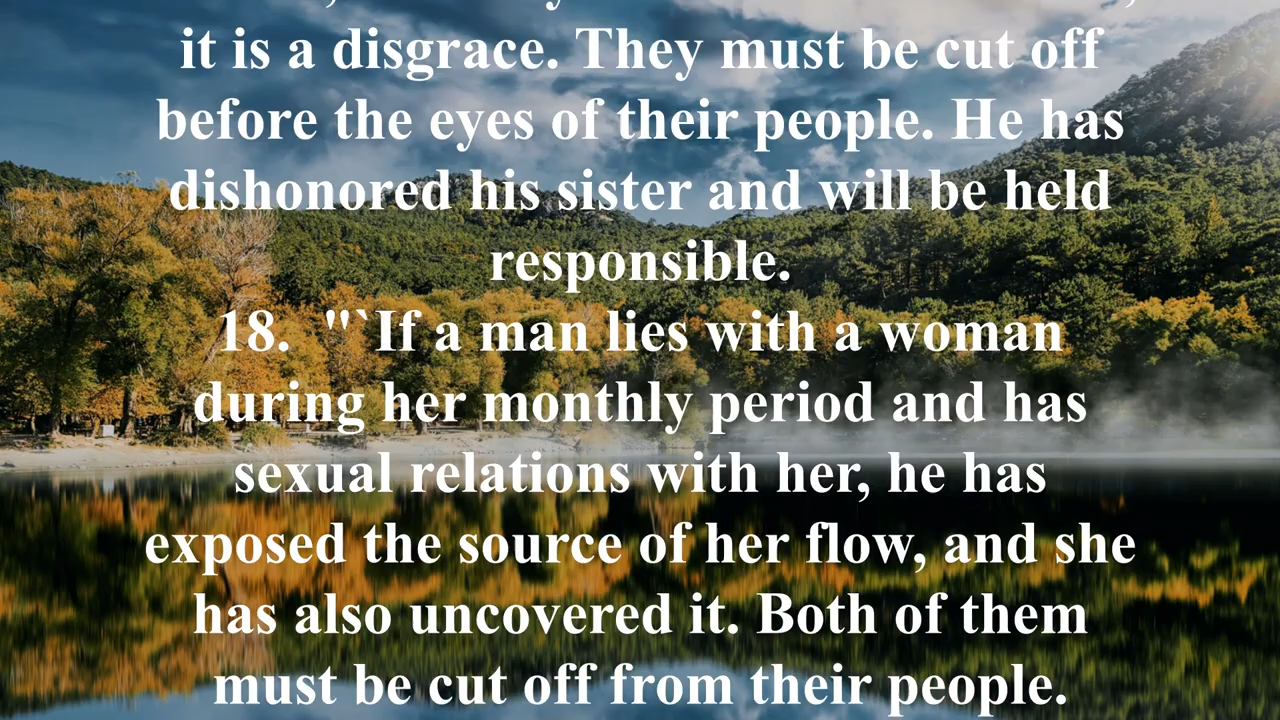 it is a disgrace. They must be cut off
before the eyes of their people. He has
dishonored his sister and will be held
responsible.
18. "`If a man lies with a woman
during her monthly period and has
sexual relations with her, he has
exposed the source of her flow, and she
has also uncovered it. Both of them
must be cut off from their people.